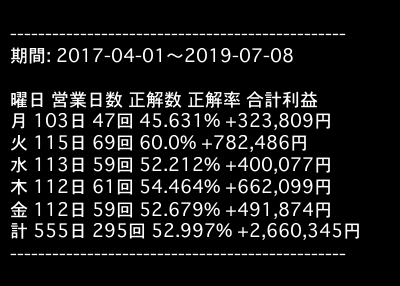 ------------------------------------------------
期間: 2017-04-01〜2019-07-08
曜日 営業日数 正解数 正解率 合計利益
月 103日 47回 45.631% +323,809円
火 115日 69回 60.0% +782,486円
水 113日 59回 52.212% +400,077円
木 112日 61回 54.464% +662,099円
金 112日 59回 52.679% +491,874円
計 555日 295回 52.997% +2,660,345円
------------------------------------------------